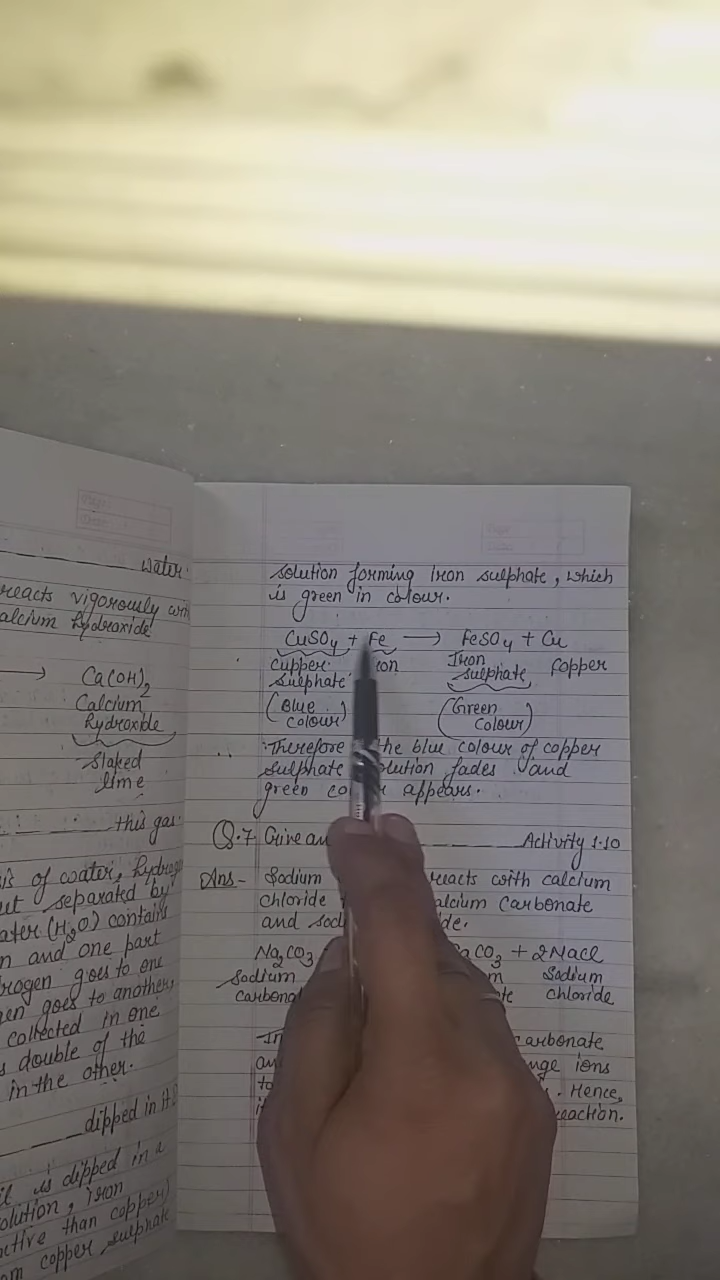 water.
reacts vigorously with
calcium hydroxide
→ Ca(OH)2
Calcium
hydroxide
Slaked
lime
this gas.
is of water, hydrogen
separated by
water (H2O) contains
and one part
hydrogen goes to one
goes to another,
collected in one
is double of the
in the other.
dipped in it?
is dipped in a
solution, iron
active than copper)
copper sulphate
solution forming Iron sulphate, which
is green in colour.
CuSO4 + Fe → FeSO4 + Cu
Cupper Iron Iron Copper
sulphate sulphate
(Blue colour) (Green Colour)
Therefore the blue colour of copper
sulphate solution fades and
green colour appears.
Q.7 Give an Activity 1.10
Ans- Sodium reacts with calcium
chloride calcium carbonate
and
Na2CO3 CaCO3 + 2NaCl
Sodium Sodium
chloride
carbonate
ions
Hence,
reaction.